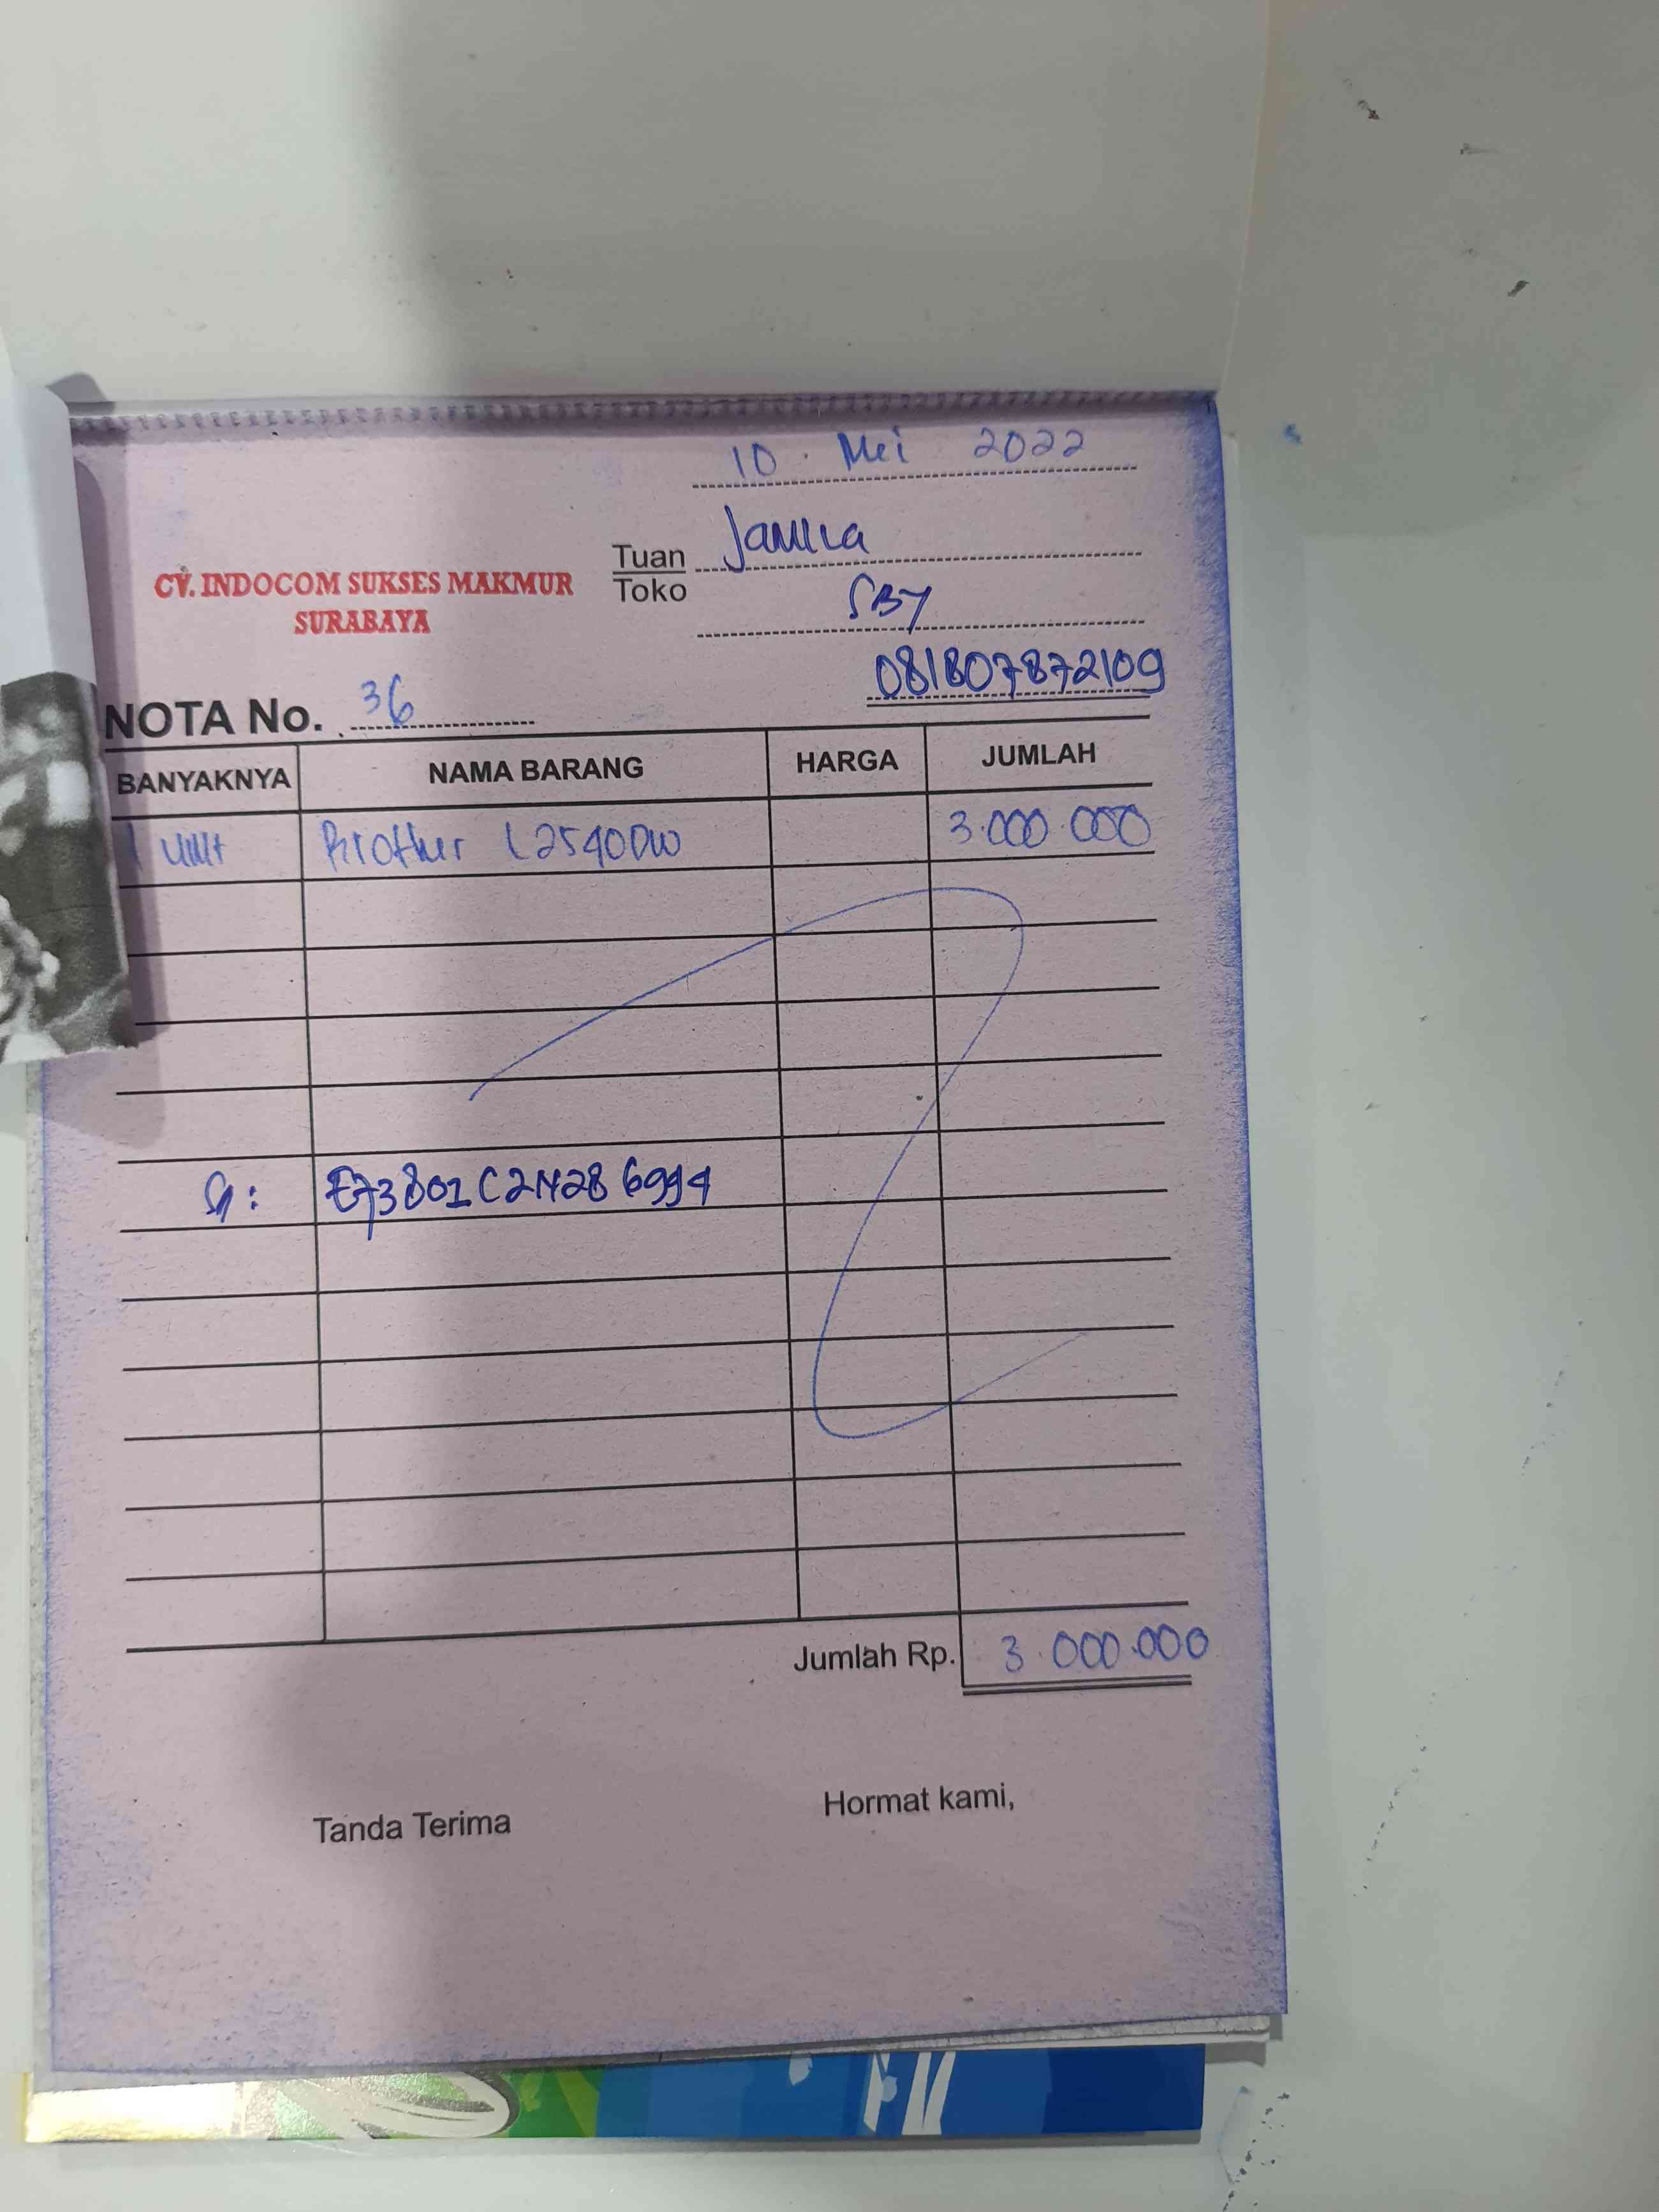 10 Mei 2022
Tuan Jamila
Toko SBY
CV. INDOCOM SUKSES MAKMUR
SURABAYA
081807872109
NOTA No. 36
BANYAKNYA NAMA BARANG HARGA JUMLAH
1 unit Brother L2540DW 3.000.000
Sn: E73801C2N286994
Jumlah Rp. 3.000.000
Tanda Terima Hormat kami,